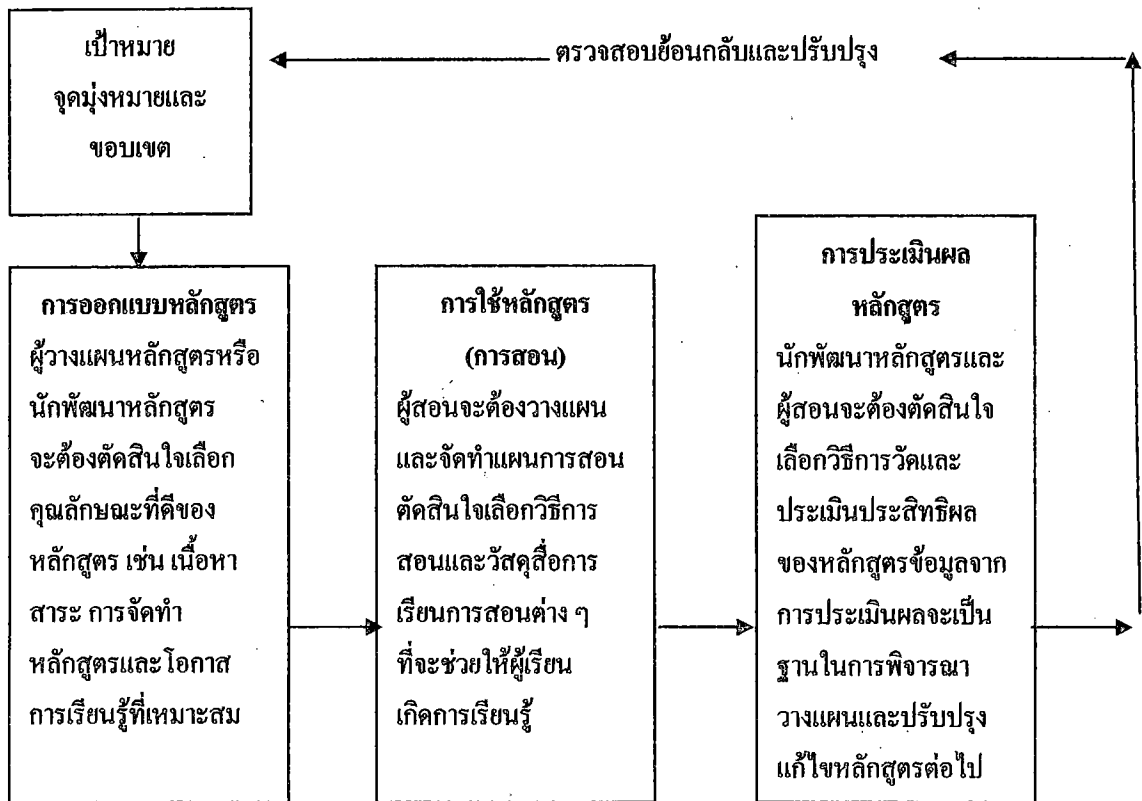 เป้าหมาย
จุดมุ่งหมายและ
ขอบเขต
ตรวจสอบย้อนกลับและปรับปรุง
การออกแบบหลักสูตร
ผู้วางแผนหลักสูตรหรือ
นักพัฒนาหลักสูตร
จะต้องตัดสินใจเลือก
คุณลักษณะที่ดีของ
หลักสูตร เช่น เนื้อหา
สาระ การจัดทำ
หลักสูตรและโอกาส
การเรียนรู้ที่เหมาะสม
การใช้หลักสูตร
(การสอน)
ผู้สอนจะต้องวางแผน
และจัดทำแผนการสอน
ตัดสินใจเลือกวิธีการ
สอนและวัสดุสื่อการ
เรียนการสอนต่าง ๆ
ที่จะช่วยให้ผู้เรียน
เกิดการเรียนรู้
การประเมินผล
หลักสูตร
นักพัฒนาหลักสูตรและ
ผู้สอนจะต้องตัดสินใจ
เลือกวิธีการวัดและ
ประเมินประสิทธิผล
ของหลักสูตรข้อมูลจาก
การประเมินผลจะเป็น
ฐานในการพิจารณา
วางแผนและปรับปรุง
แก้ไขหลักสูตรต่อไป